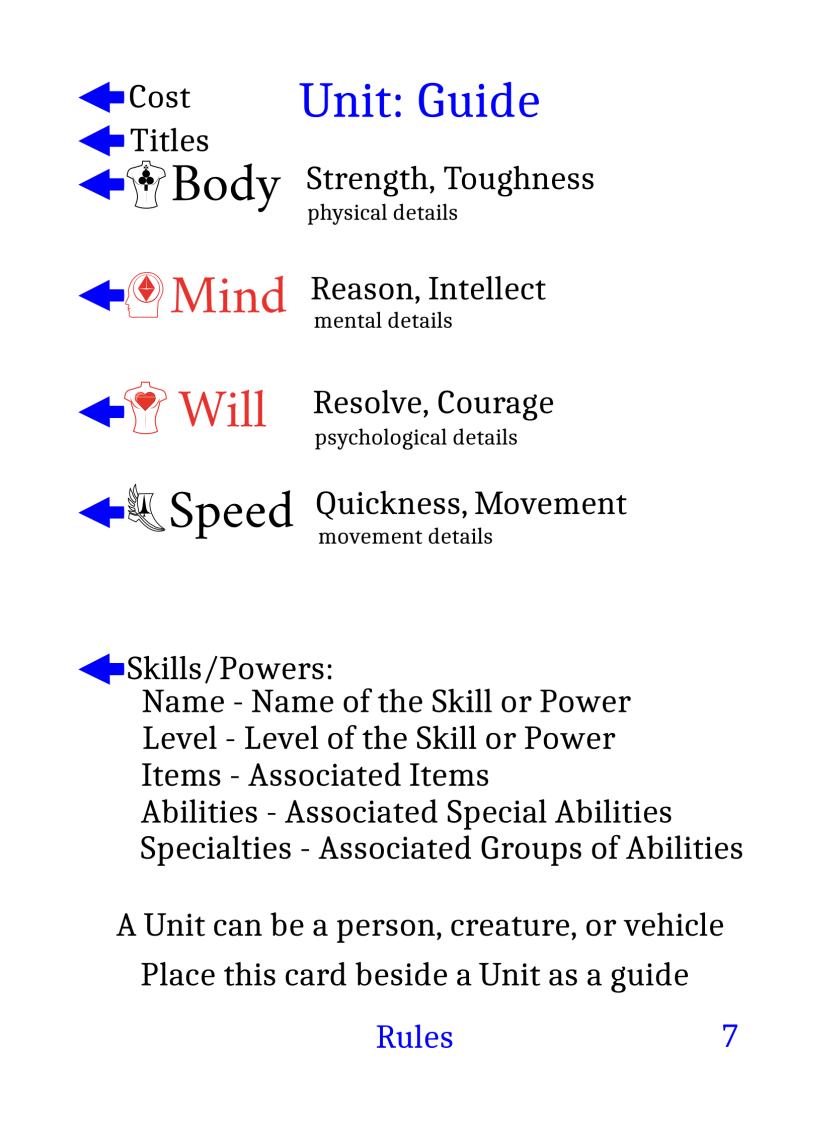 Cost
Unit: Guide
Titles
Body
Strength, Toughness
physical details
Mind
Reason, Intellect
mental details
Will
Resolve, Courage
psychological details
Speed
Quickness, Movement
movement details
Skills/Powers:
Name - Name of the Skill or Power
Level - Level of the Skill or Power
Items - Associated Items
Abilities - Associated Special Abilities
Specialties - Associated Groups of Abilities
A Unit can be a person, creature, or vehicle
Place this card beside a Unit as a guide
Rules
7